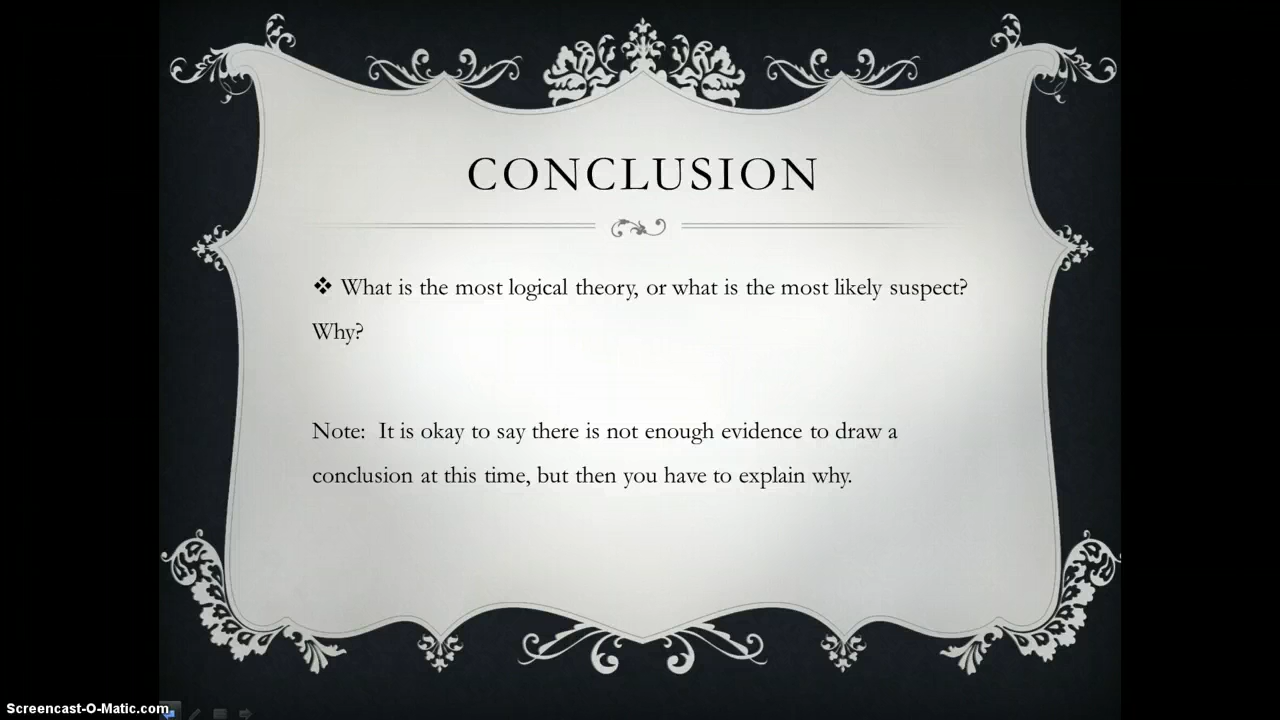 CONCLUSION
❖ What is the most logical theory, or what is the most likely suspect?
Why?
Note: It is okay to say there is not enough evidence to draw a
conclusion at this time, but then you have to explain why.
Screencast-O-Matic.com